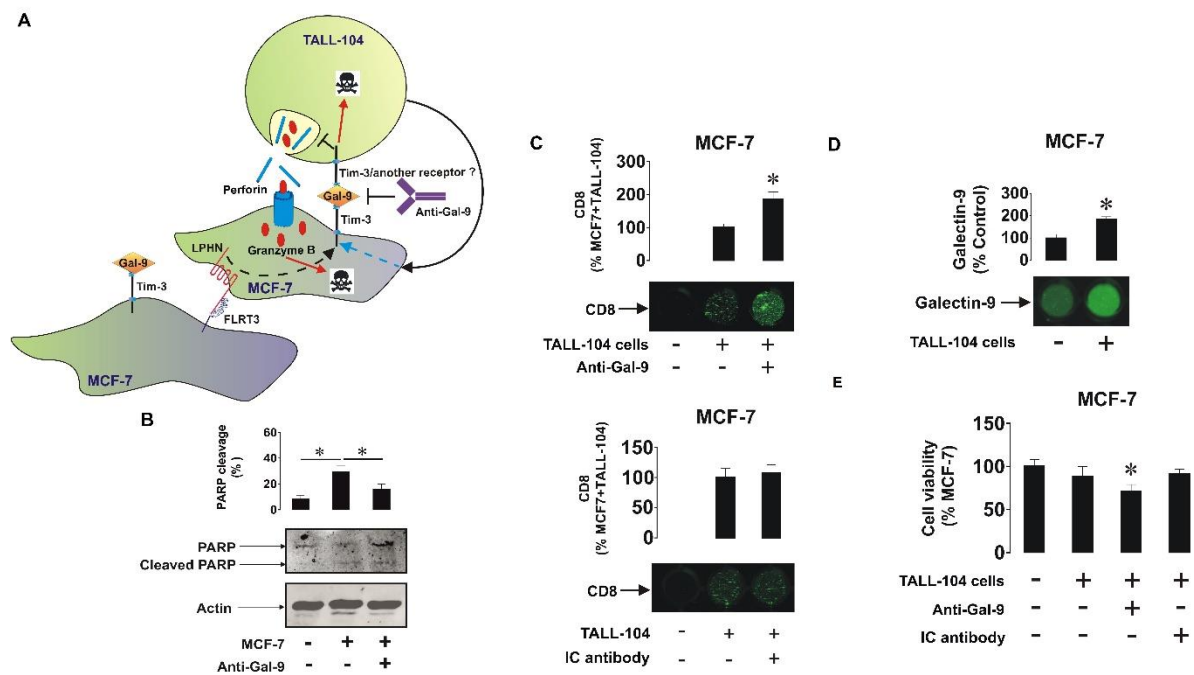 A
TALL-104
Tim-3/another receptor ?
Perforin
Gal-9
Anti-Gal-9
Tim-3
LPHN
Granzyme B
MCF-7
Gal-9
Tim-3
FLRT3
MCF-7
B
PARP cleavage
(%)
60
40
20
0
*
*
PARP
Cleaved PARP
Actin
MCF-7 - + +
Anti-Gal-9 - - +
C
MCF-7
CD8
(% MCF7+TALL-104)
300
200
100
0
*
CD8
TALL-104 cells - + +
Anti-Gal-9 - - +
MCF-7
CD8
(% MCF7+TALL-104)
150
100
50
0
CD8
TALL-104 - + +
IC antibody - - +
D
MCF-7
Galectin-9
(% Control)
300
200
100
0
*
Galectin-9
TALL-104 cells - +
E
MCF-7
Cell viability
(% MCF-7)
150
100
50
0
*
TALL-104 cells - + + +
Anti-Gal-9 - - + -
IC antibody - - - +